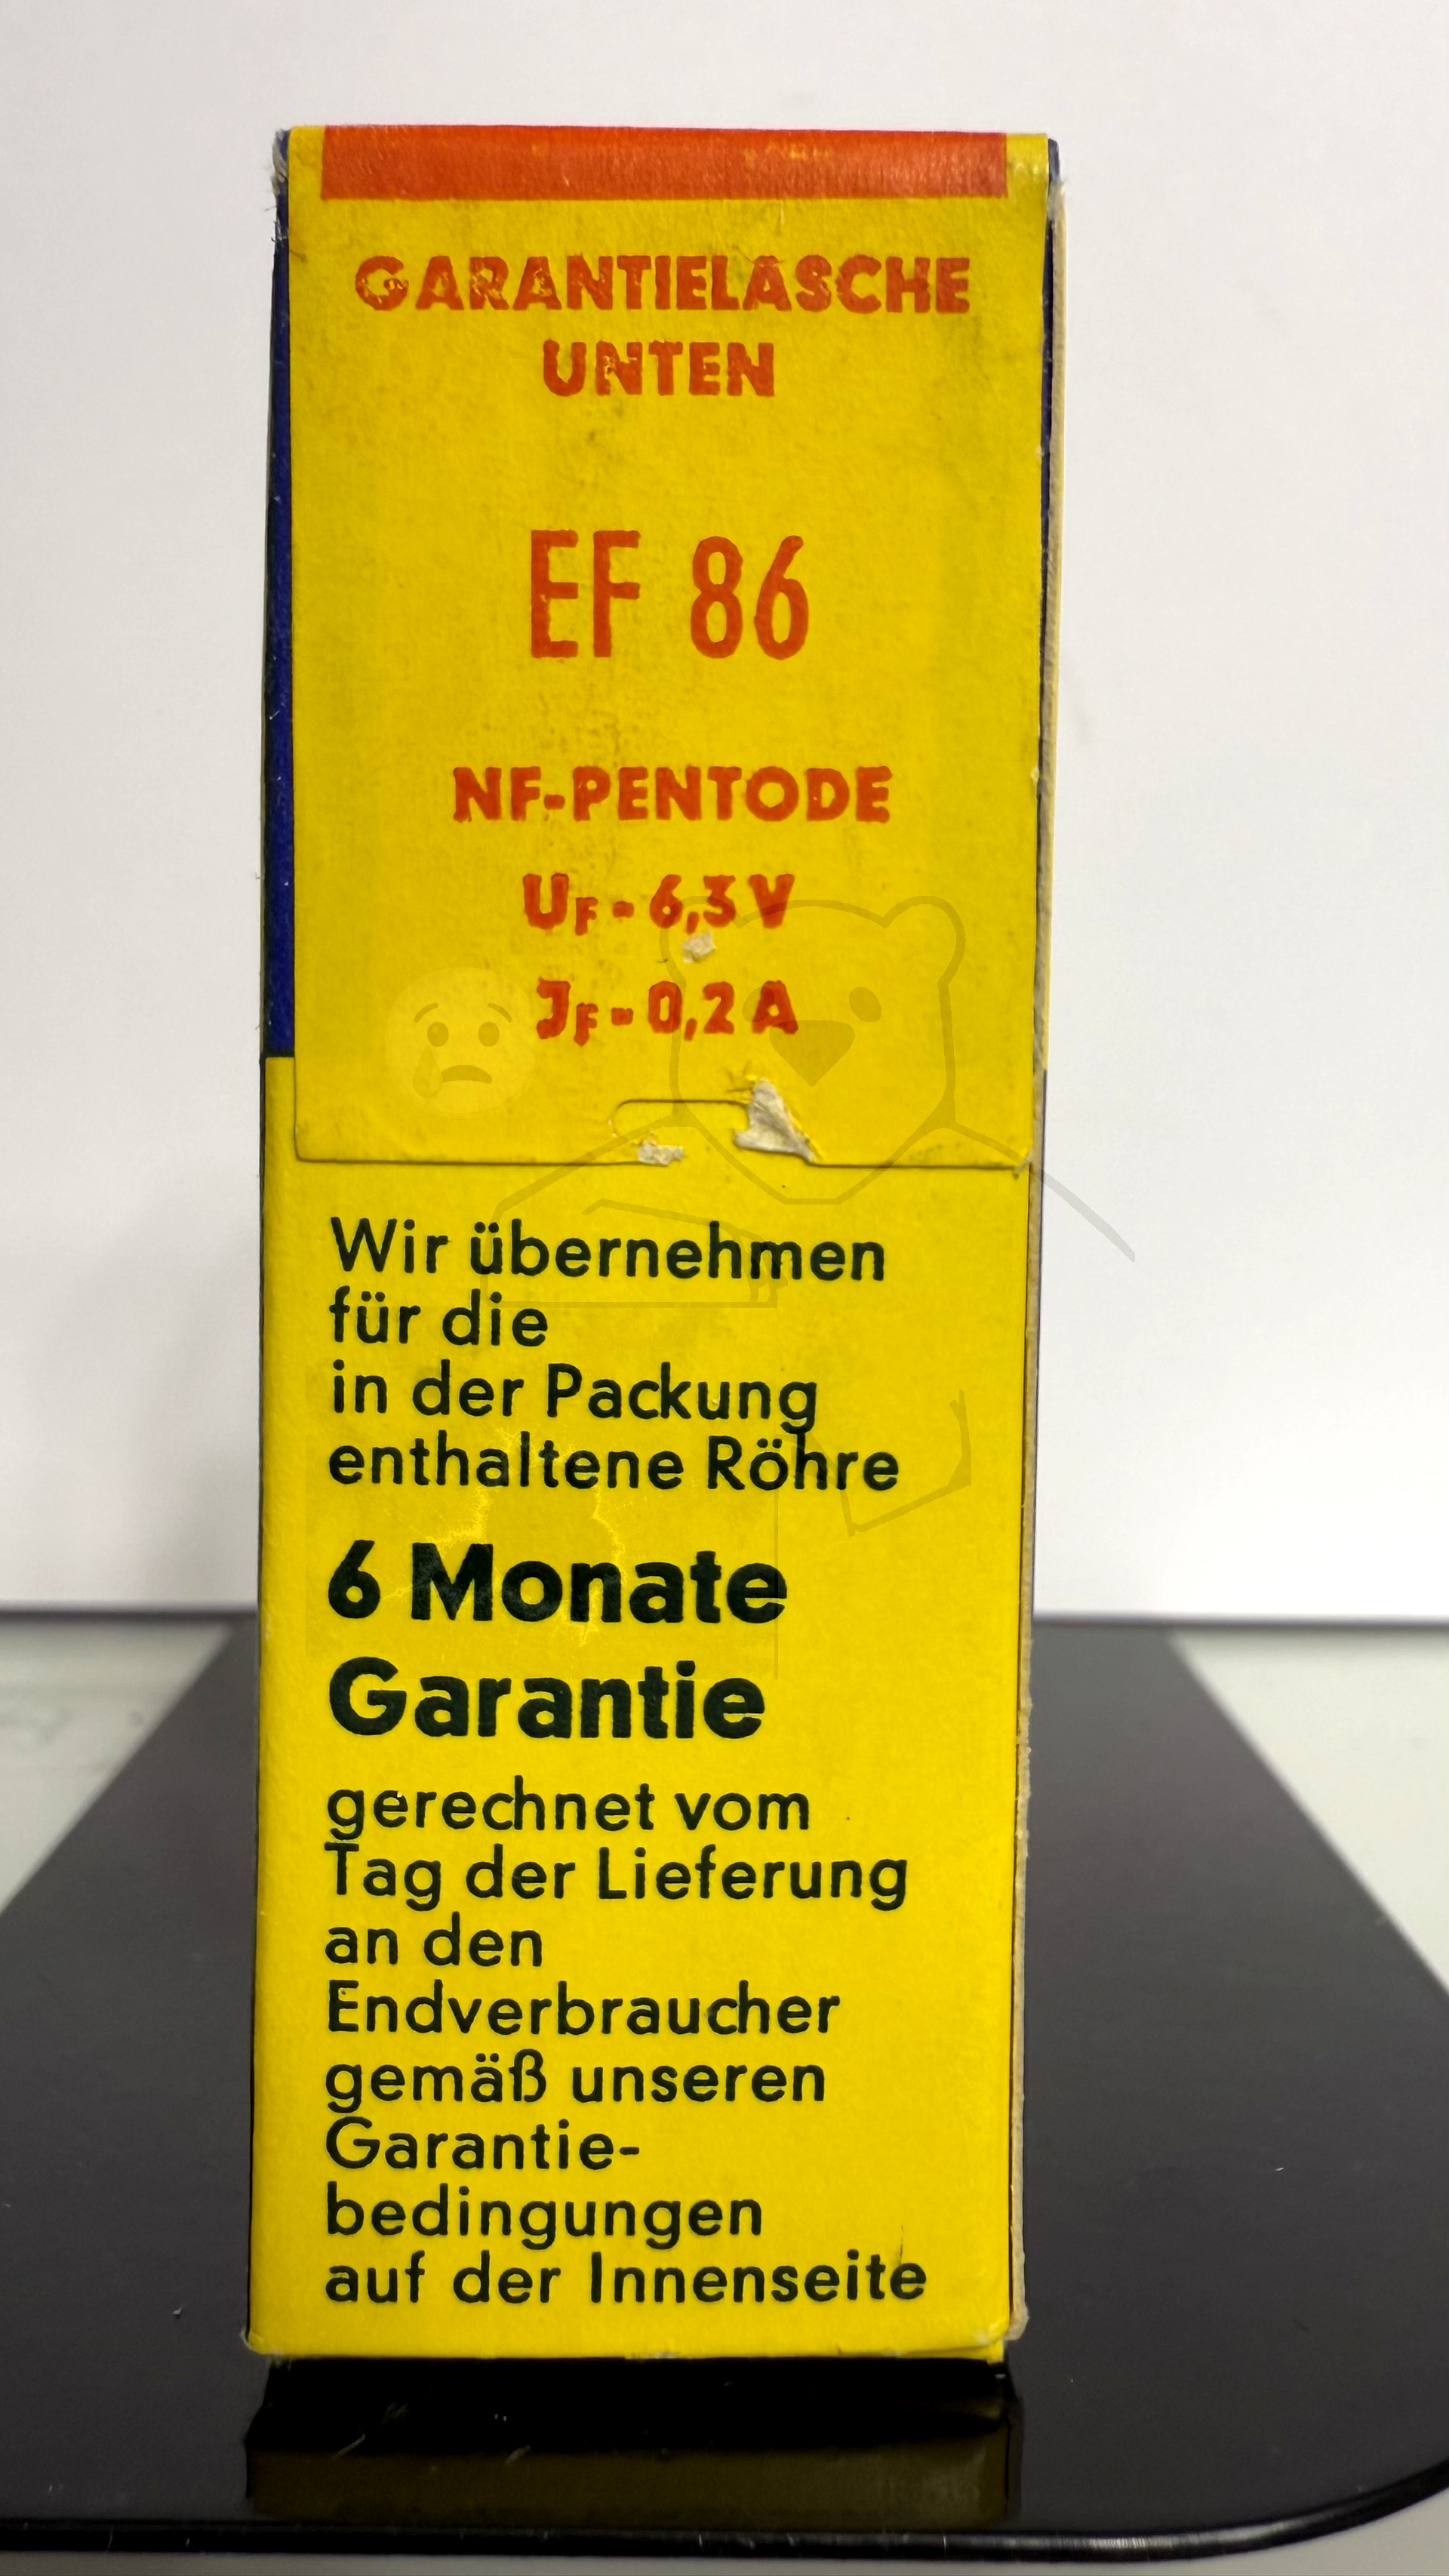 GARANTIELASCHE
UNTEN
EF 86
NF-PENTODE
UF - 6,3 V
JF - 0,2 A
Wir übernehmen
für die
in der Packung
enthaltene Röhre
6 Monate
Garantie
gerechnet vom
Tag der Lieferung
an den
Endverbraucher
gemäß unseren
Garantie-
bedingungen
auf der Innenseite